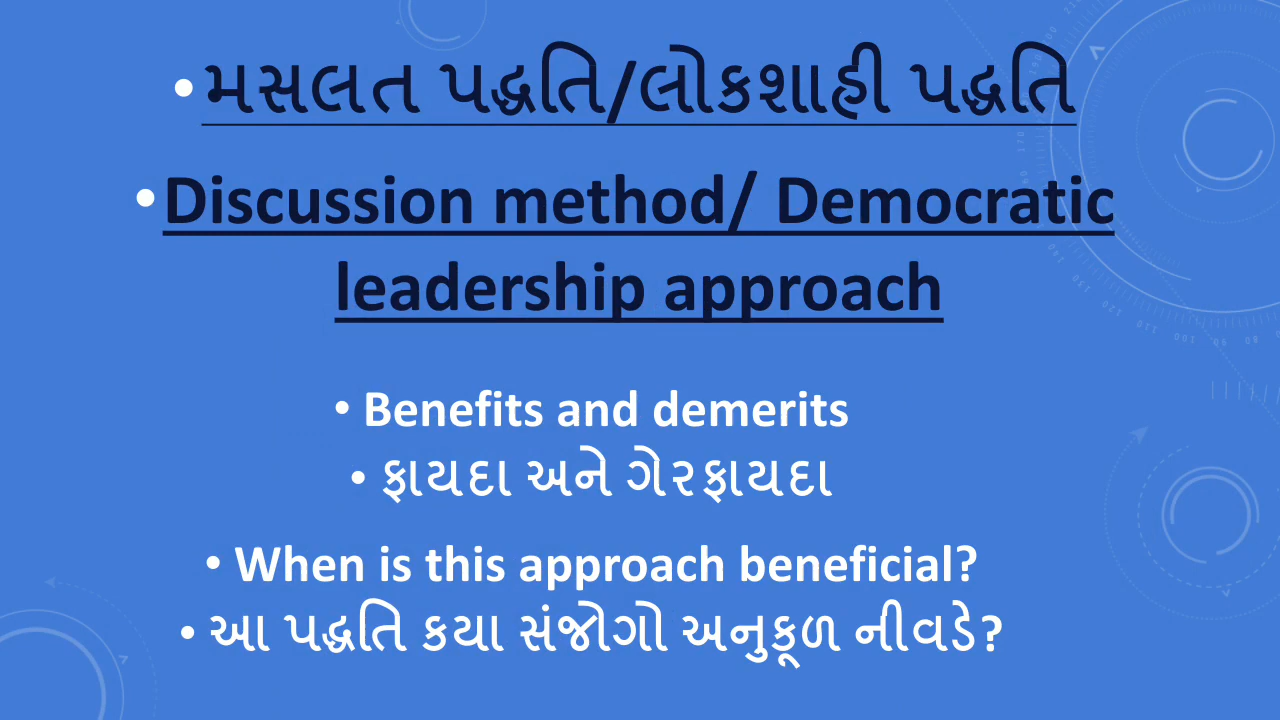 •મસલત પદ્ધતિ/લોકશાહી પદ્ધતિ
•Discussion method/ Democratic
leadership approach
• Benefits and demerits
• ફાયદા અને ગેરફાયદા
• When is this approach beneficial?
• આ પદ્ધતિ કયા સંજોગો અનુકૂળ નીવડે?